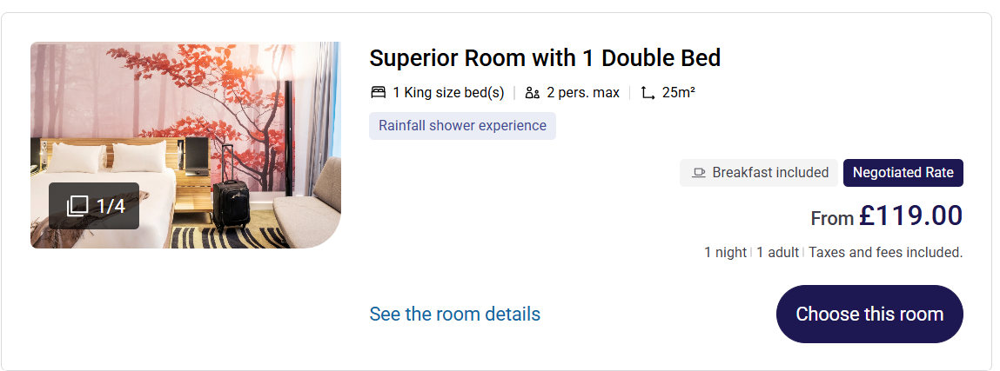 Superior Room with 1 Double Bed
1 King size bed(s) | 2 pers. max | 25m²
Rainfall shower experience
Breakfast included Negotiated Rate
From £119.00
1 night | 1 adult | Taxes and fees included.
1/4
See the room details Choose this room